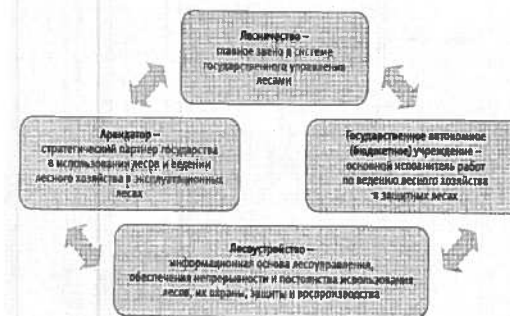 Лесничество –
главное звено в системе
государственного управления
лесами
Арендатор –
стратегический партнер государства
в использовании лесов и ведении
лесного хозяйства в эксплуатационных
лесах
Государственное автономное
(бюджетное) учреждение –
основной исполнитель работ
по ведению лесного хозяйства
в защитных лесах
Лесоустройство –
информационная основа лесоуправления,
обеспечения непрерывности и постоянства использования
лесов, их охраны, защиты и воспроизводства